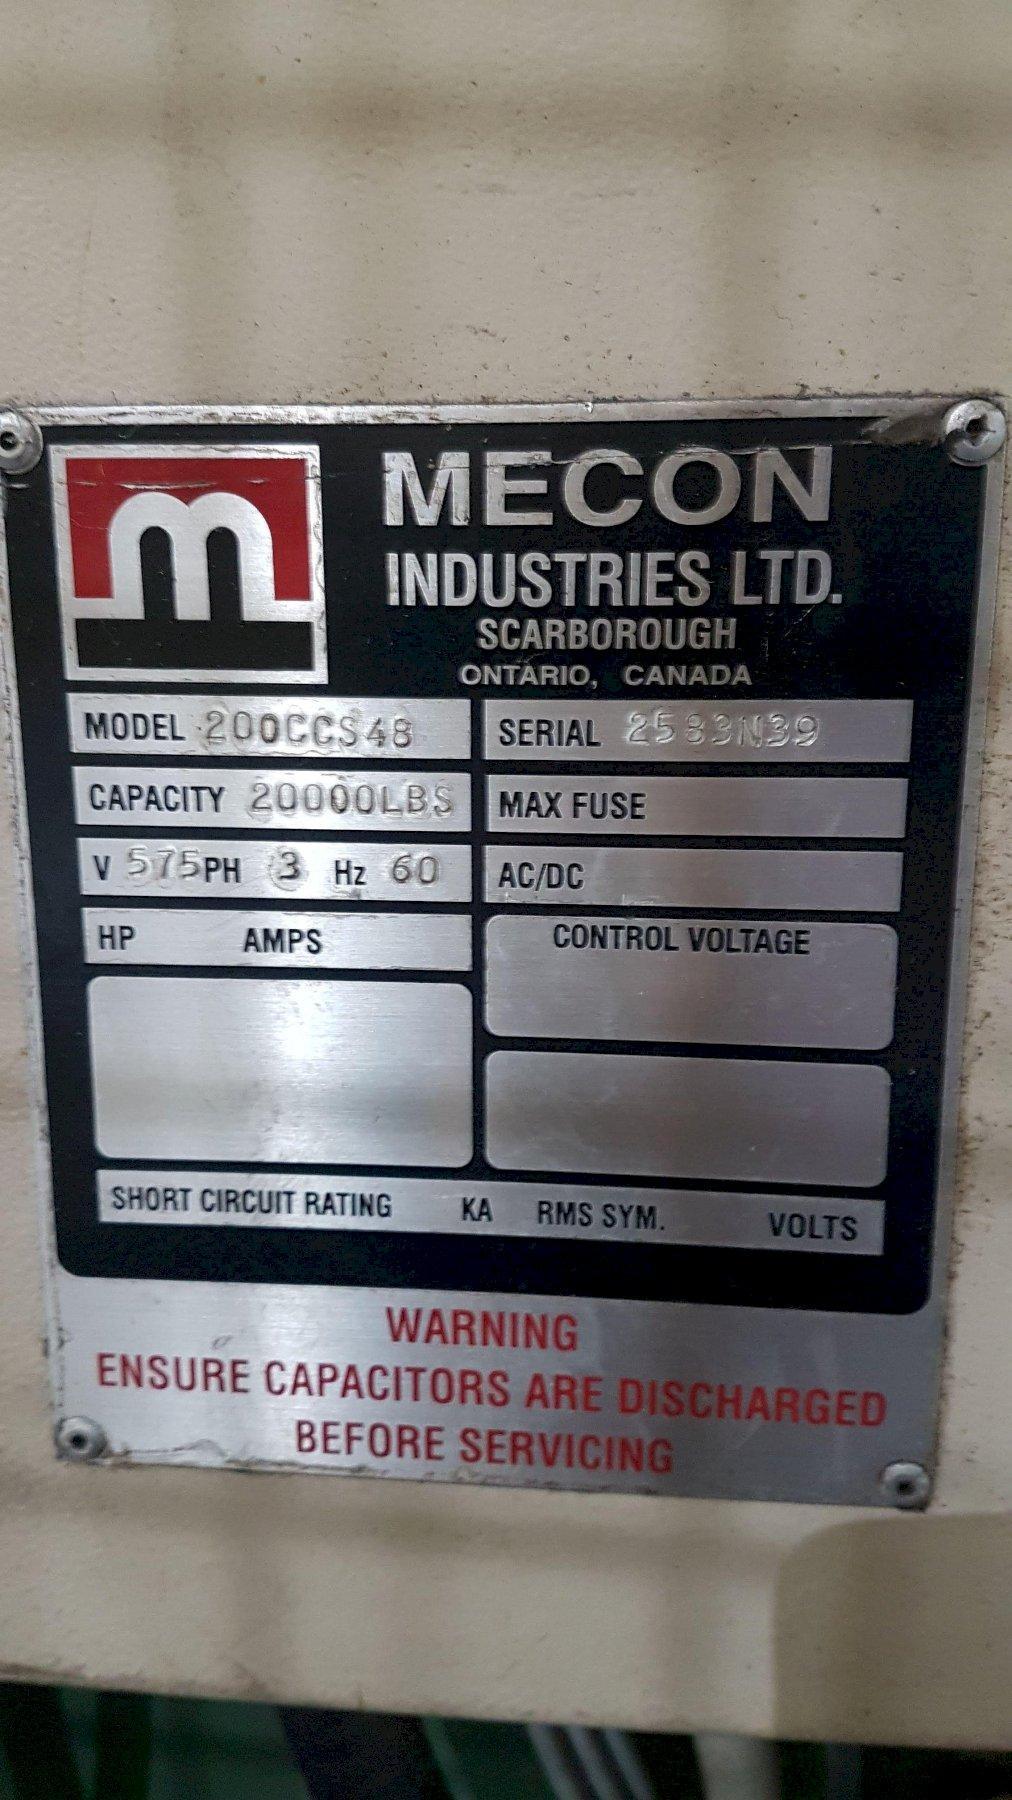 MECON
INDUSTRIES LTD.
SCARBOROUGH
ONTARIO, CANADA
MODEL 200CCS48
SERIAL 2583N39
CAPACITY 20000LBS
MAX FUSE
V 575 PH 3 Hz 60
AC/DC
HP AMPS
CONTROL VOLTAGE
SHORT CIRCUIT RATING KA RMS SYM. VOLTS
WARNING
ENSURE CAPACITORS ARE DISCHARGED
BEFORE SERVICING